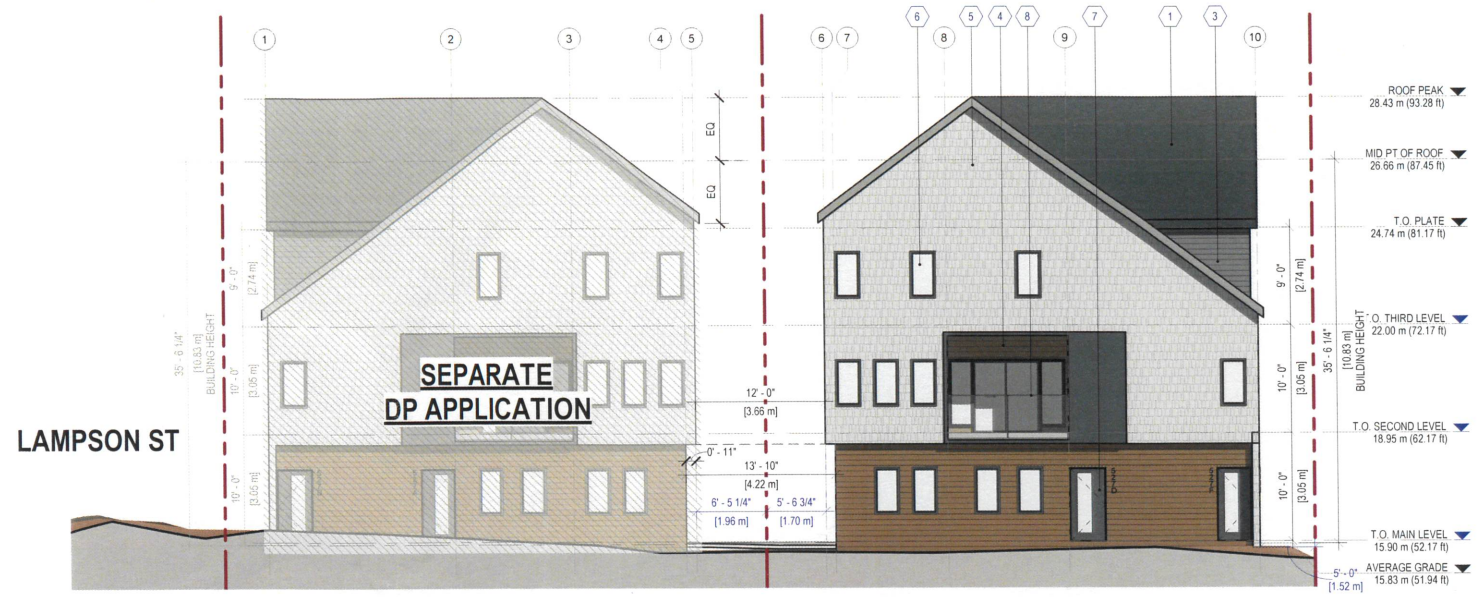 1
2
3
4
5
6
7
8
9
10
6
5
4
8
7
1
3
EQ
EQ
ROOF PEAK
28.43 m (93.28 ft)
MID PT OF ROOF
26.66 m (87.45 ft)
T.O. PLATE
24.74 m (81.17 ft)
O. THIRD LEVEL
22.00 m (72.17 ft)
T.O. SECOND LEVEL
18.95 m (62.17 ft)
T.O. MAIN LEVEL
15.90 m (52.17 ft)
AVERAGE GRADE
15.83 m (51.94 ft)
35' - 6 1/4"
[10.83 m]
BUILDING HEIGHT
9' - 0"
[2.74 m]
10' - 0"
[3.05 m]
10' - 0"
[3.05 m]
SEPARATE
DP APPLICATION
LAMPSON ST
12' - 0"
[3.66 m]
0' - 11"
13' - 10"
[4.22 m]
6' - 5 1/4"
[1.96 m]
5' - 6 3/4"
[1.70 m]
9' - 0"
[2.74 m]
10' - 0"
[3.05 m]
10' - 0"
[3.05 m]
35' - 6 1/4"
[10.83 m]
BUILDING HEIGHT
5' - 0"
[1.52 m]